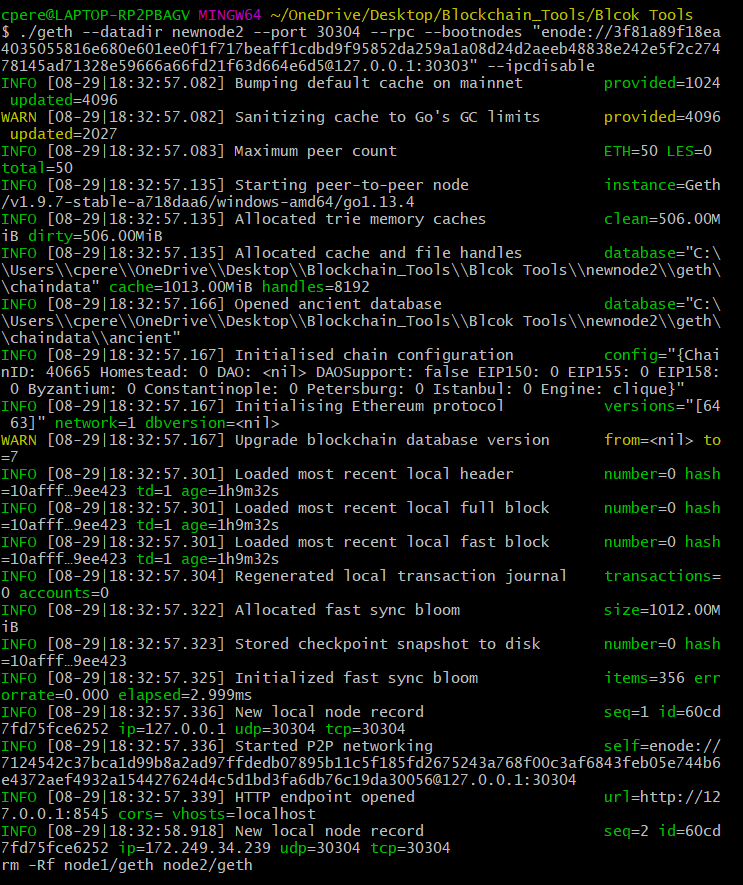 cpere@LAPTOP-RP2PBAGV MINGW64 ~/OneDrive/Desktop/Blockchain_Tools/Blcok Tools
$ ./geth --datadir newnode2 --port 30304 --rpc --bootnodes "enode://3f81a89f18ea
4035055816e680e601ee0f1f717beaff1cdbd9f95852da259a1a08d24d2aeeb48838e242e5f2c274
78145ad71328e59666a66fd21f63d664e6d5@127.0.0.1:30303" --ipcdisable
INFO [08-29|18:32:57.082] Bumping default cache on mainnet         provided=1024
 updated=4096
WARN [08-29|18:32:57.082] Sanitizing cache to Go's GC limits       provided=4096
 updated=2027
INFO [08-29|18:32:57.083] Maximum peer count                       ETH=50 LES=0
total=50
INFO [08-29|18:32:57.135] Starting peer-to-peer node               instance=Geth
/v1.9.7-stable-a718daa6/windows-amd64/go1.13.4
INFO [08-29|18:32:57.135] Allocated trie memory caches             clean=506.00M
iB dirty=506.00MiB
INFO [08-29|18:32:57.135] Allocated cache and file handles         database="C:\
\Users\\cpere\\OneDrive\\Desktop\\Blockchain_Tools\\Blcok Tools\\newnode2\\geth\
\chaindata" cache=1013.00MiB handles=8192
INFO [08-29|18:32:57.166] Opened ancient database                  database="C:\
\Users\\cpere\\OneDrive\\Desktop\\Blockchain_Tools\\Blcok Tools\\newnode2\\geth\
\chaindata\\ancient"
INFO [08-29|18:32:57.167] Initialised chain configuration          config="{Chai
nID: 40665 Homestead: 0 DAO: <nil> DAOSupport: false EIP150: 0 EIP155: 0 EIP158:
 0 Byzantium: 0 Constantinople: 0 Petersburg: 0 Istanbul: 0 Engine: clique}"
INFO [08-29|18:32:57.167] Initialising Ethereum protocol           versions="[64
 63]" network=1 dbversion=<nil>
WARN [08-29|18:32:57.167] Upgrade blockchain database version      from=<nil> to
=7
INFO [08-29|18:32:57.301] Loaded most recent local header          number=0 hash
=10afff…9ee423 td=1 age=1h9m32s
INFO [08-29|18:32:57.301] Loaded most recent local full block      number=0 hash
=10afff…9ee423 td=1 age=1h9m32s
INFO [08-29|18:32:57.301] Loaded most recent local fast block      number=0 hash
=10afff…9ee423 td=1 age=1h9m32s
INFO [08-29|18:32:57.304] Regenerated local transaction journal    transactions=
0 accounts=0
INFO [08-29|18:32:57.322] Allocated fast sync bloom                size=1012.00M
iB
INFO [08-29|18:32:57.323] Stored checkpoint snapshot to disk       number=0 hash
=10afff…9ee423
INFO [08-29|18:32:57.325] Initialized fast sync bloom              items=356 err
orrate=0.000 elapsed=2.999ms
INFO [08-29|18:32:57.336] New local node record                    seq=1 id=60cd
7fd75fce6252 ip=127.0.0.1 udp=30304 tcp=30304
INFO [08-29|18:32:57.336] Started P2P networking                   self=enode://
7124542c37bca1d99b8a2ad97ffdedb07895b11c5f185fd2675243a768f00c3af6843feb05e744b6
e4372aef4932a154427624d4c5d1bd3fa6db76c19da30056@127.0.0.1:30304
INFO [08-29|18:32:57.339] HTTP endpoint opened                     url=http://12
7.0.0.1:8545 cors= vhosts=localhost
INFO [08-29|18:32:58.918] New local node record                    seq=2 id=60cd
7fd75fce6252 ip=172.249.34.239 udp=30304 tcp=30304
rm -Rf node1/geth node2/geth